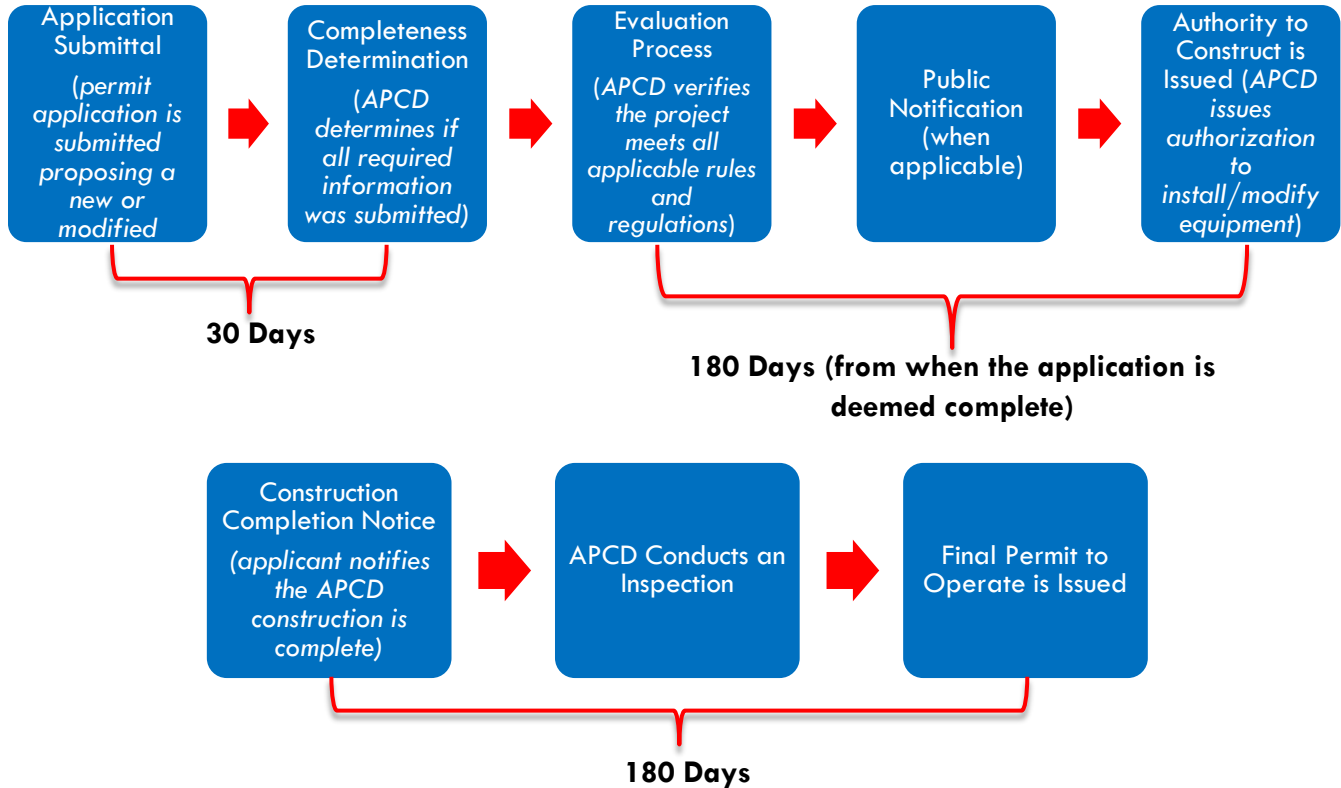 Application
Submittal
(permit
application is
submitted
proposing a
new or
modified
Completeness
Determination
(APCD
determines if
all required
information
was submitted)
Evaluation
Process
(APCD verifies
the project
meets all
applicable rules
and
regulations)
Public
Notification
(when
applicable)
Authority to
Construct is
Issued (APCD
issues
authorization
to
install/modify
equipment)
30 Days
180 Days (from when the application is
deemed complete)
Construction
Completion Notice
(applicant notifies
the APCD
construction is
complete)
APCD Conducts an
Inspection
Final Permit to
Operate is Issued
180 Days